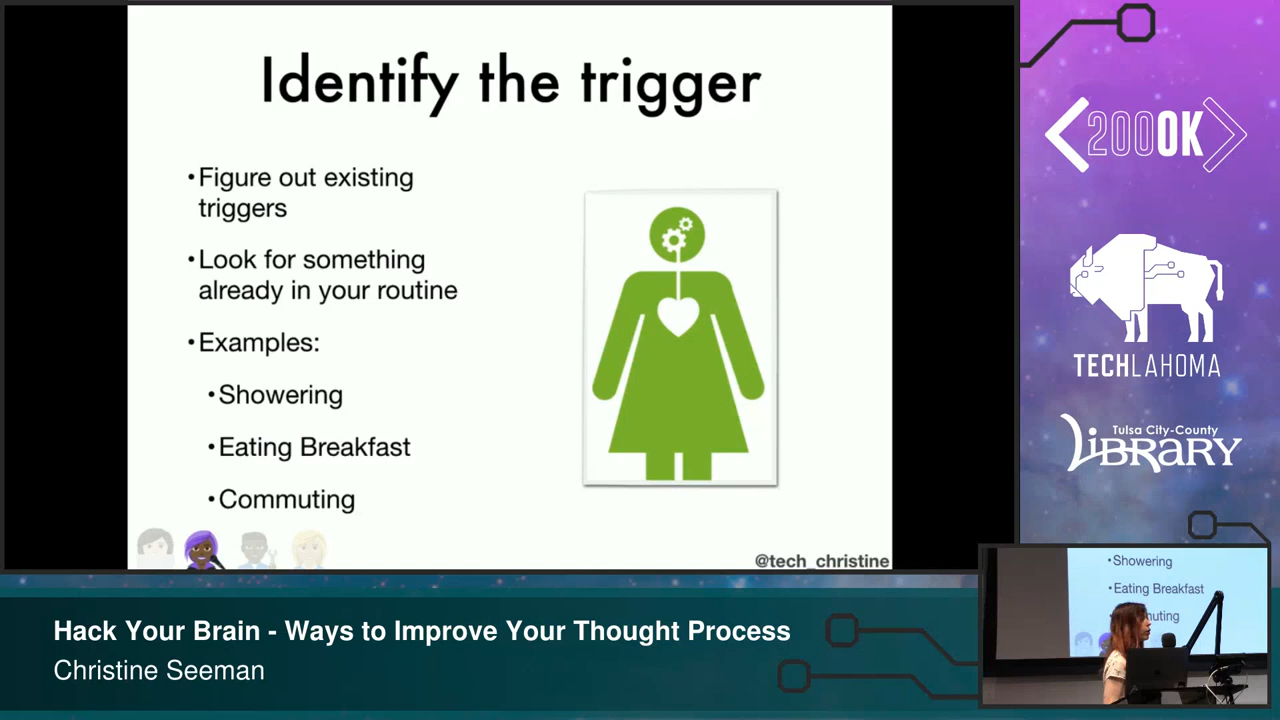 Identify the trigger
•Figure out existing
triggers
•Look for something
already in your routine
•Examples:
•Showering
•Eating Breakfast
•Commuting
@tech_christine
<200OK>
TECHLAHOMA
Tulsa City-County
LIBRARY
•Showering
•Eating Breakfast
Hack Your Brain - Ways to Improve Your Thought Process
Christine Seeman